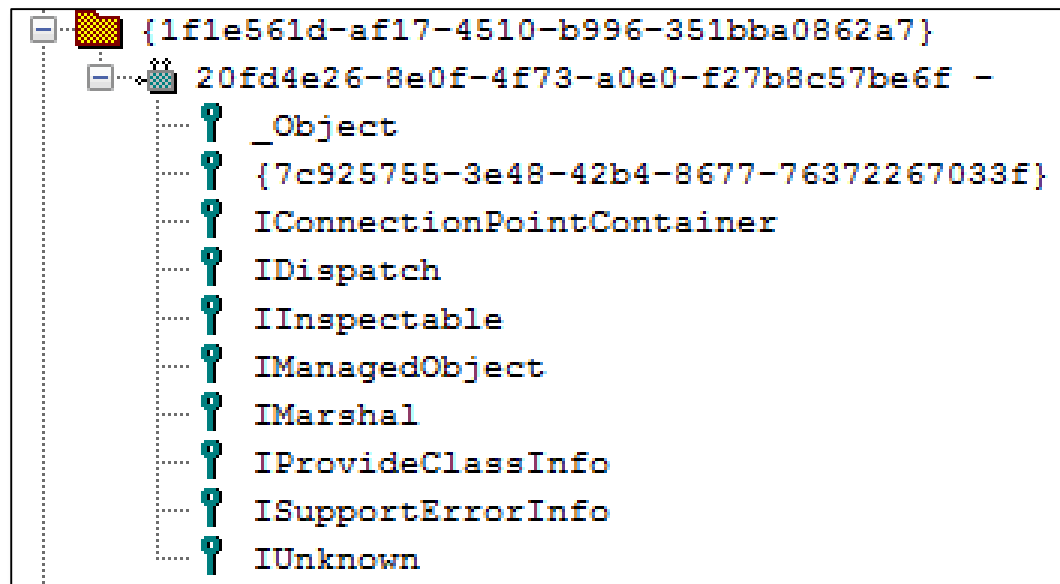 {1f1e561d-af17-4510-b996-351bba0862a7}
20fd4e26-8e0f-4f73-a0e0-f27b8c57be6f -
_Object
{7c925755-3e48-42b4-8677-76372267033f}
IConnectionPointContainer
IDispatch
IInspectable
IManagedObject
IMarshal
IProvideClassInfo
ISupportErrorInfo
IUnknown